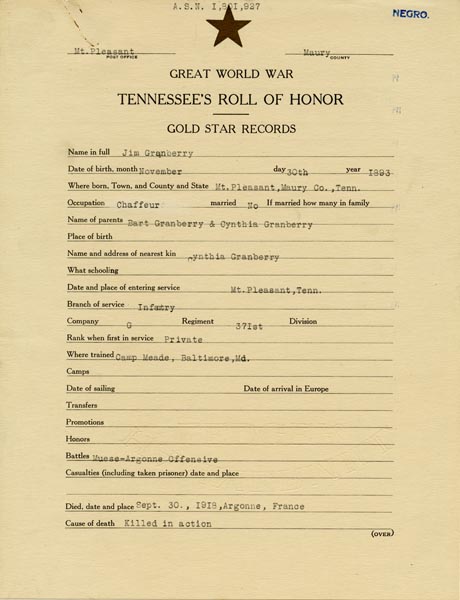 A.S.N. 1,801,927
NEGRO.
Mt.Pleasant Maury
POST OFFICE COUNTY
GREAT WORLD WAR
TENNESSEE'S ROLL OF HONOR
GOLD STAR RECORDS
Name in full Jim Granberry
Date of birth, month November day 30th year 1893
Where born, Town, and County and State Mt.Pleasant,Maury Co.,Tenn.
Occupation Chaffeur married No If married how many in family
Name of parents Bart Granberry & Cynthia Granberry
Place of birth
Name and address of nearest kin Cynthia Granberry
What schooling
Date and place of entering service Mt.Pleasant,Tenn.
Branch of service Infatry
Company G Regiment 371st Division
Rank when first in service Private
Where trained Camp Meade, Baltimore,Md.
Camps
Date of sailing Date of arrival in Europe
Transfers
Promotions
Honors
Battles Muese-Argonne Offensive
Casualties (including taken prisoner) date and place
Died, date and place Sept. 30., 1918,Argonne, France
Cause of death Killed in action
(OVER)